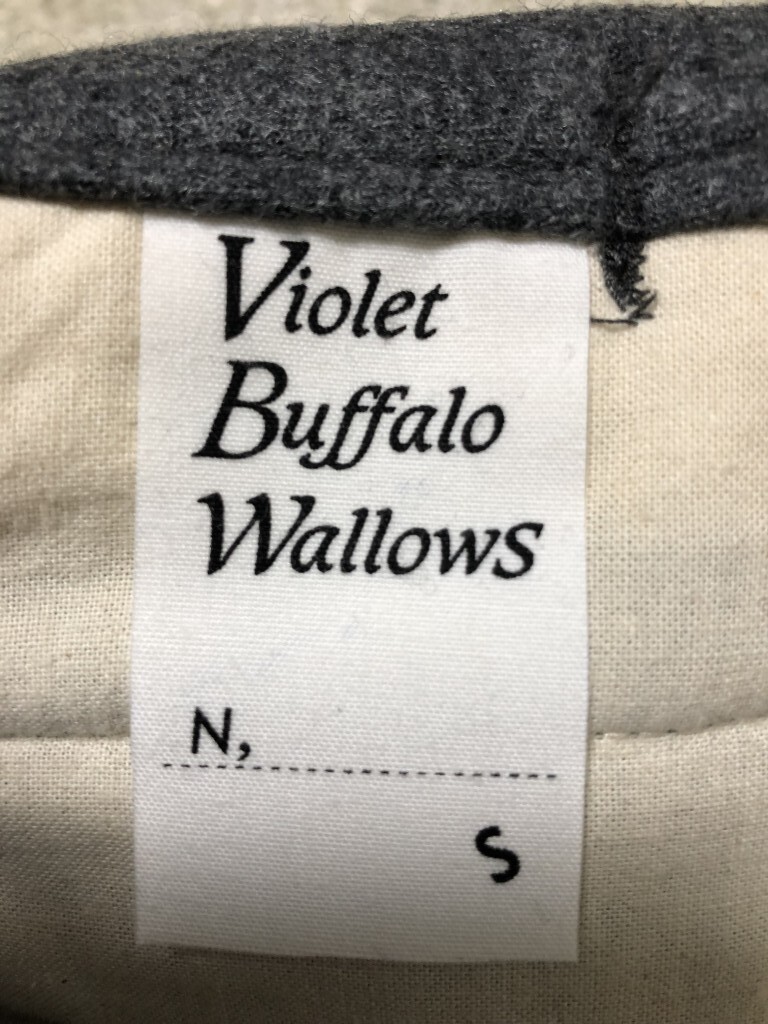 Violet
Buffalo
Wallows
N,
S